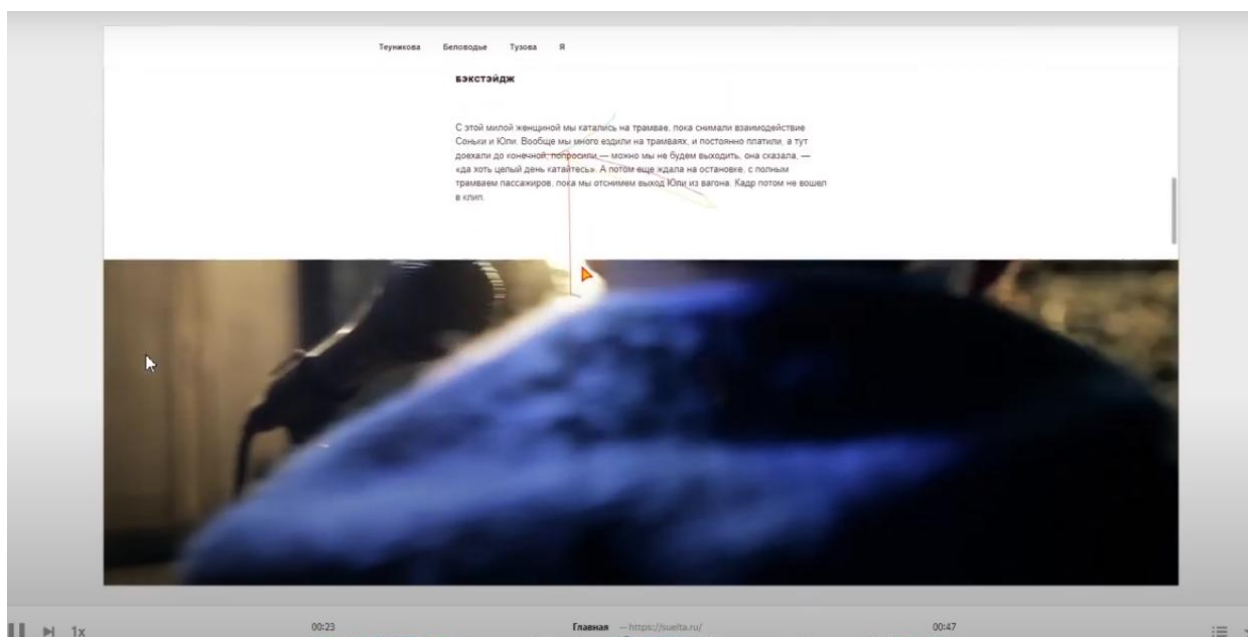 Теуникова Беловодье Тузова Я
БЭКСТЭЙДЖ
С этой милой женщиной мы катались на трамвае, пока снимали взаимодействие
Соньки и Юли. Вообще мы много ездили на трамваях, и постоянно платили, а тут
доехали до конечной, попросили — можно мы не будем выходить, она сказала, —
«да хоть целый день катайтесь». А потом еще ждала на остановке, с полным
трамваем пассажиров, пока мы отснимем выход Юли из вагона. Кадр потом не вошел
в клип.
1x 00:23 Главная — https://suelta.ru/ 00:47